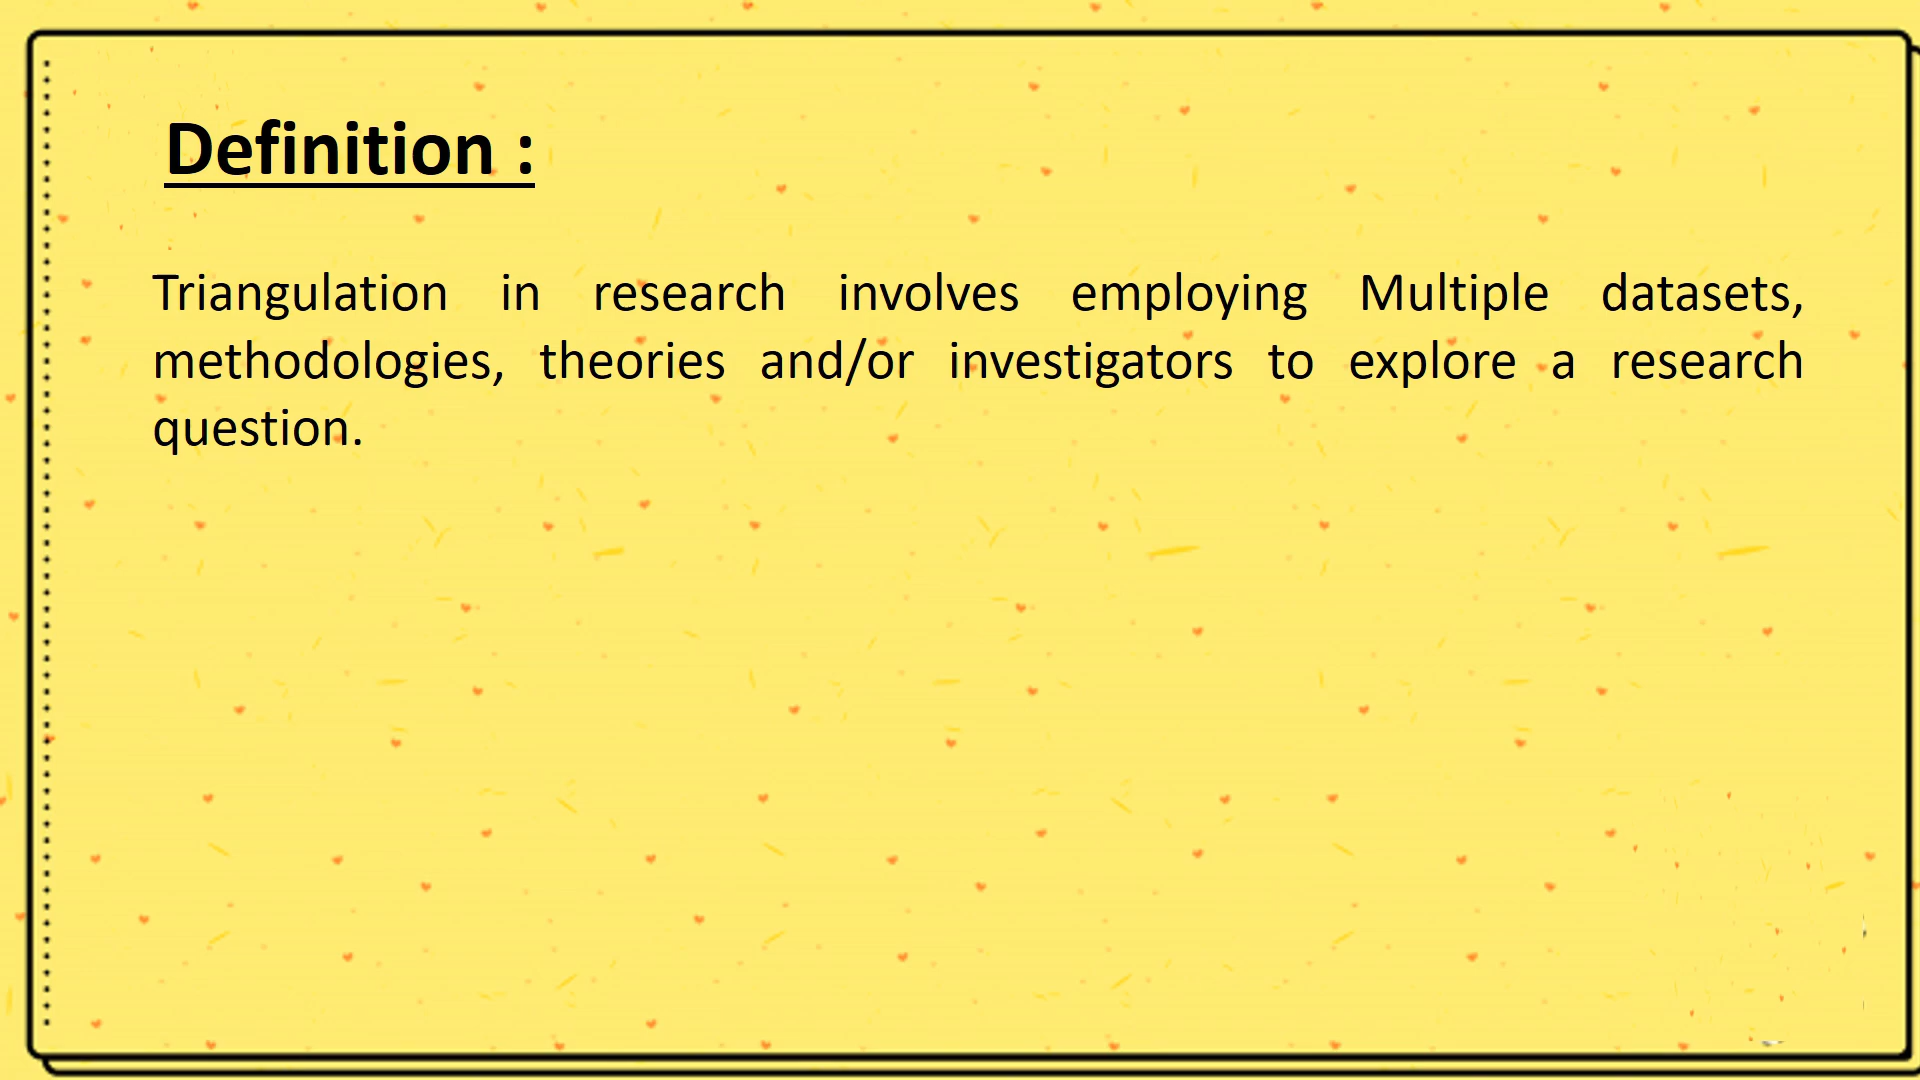 Definition :
Triangulation in research involves employing Multiple datasets,
methodologies, theories and/or investigators to explore a research
question.